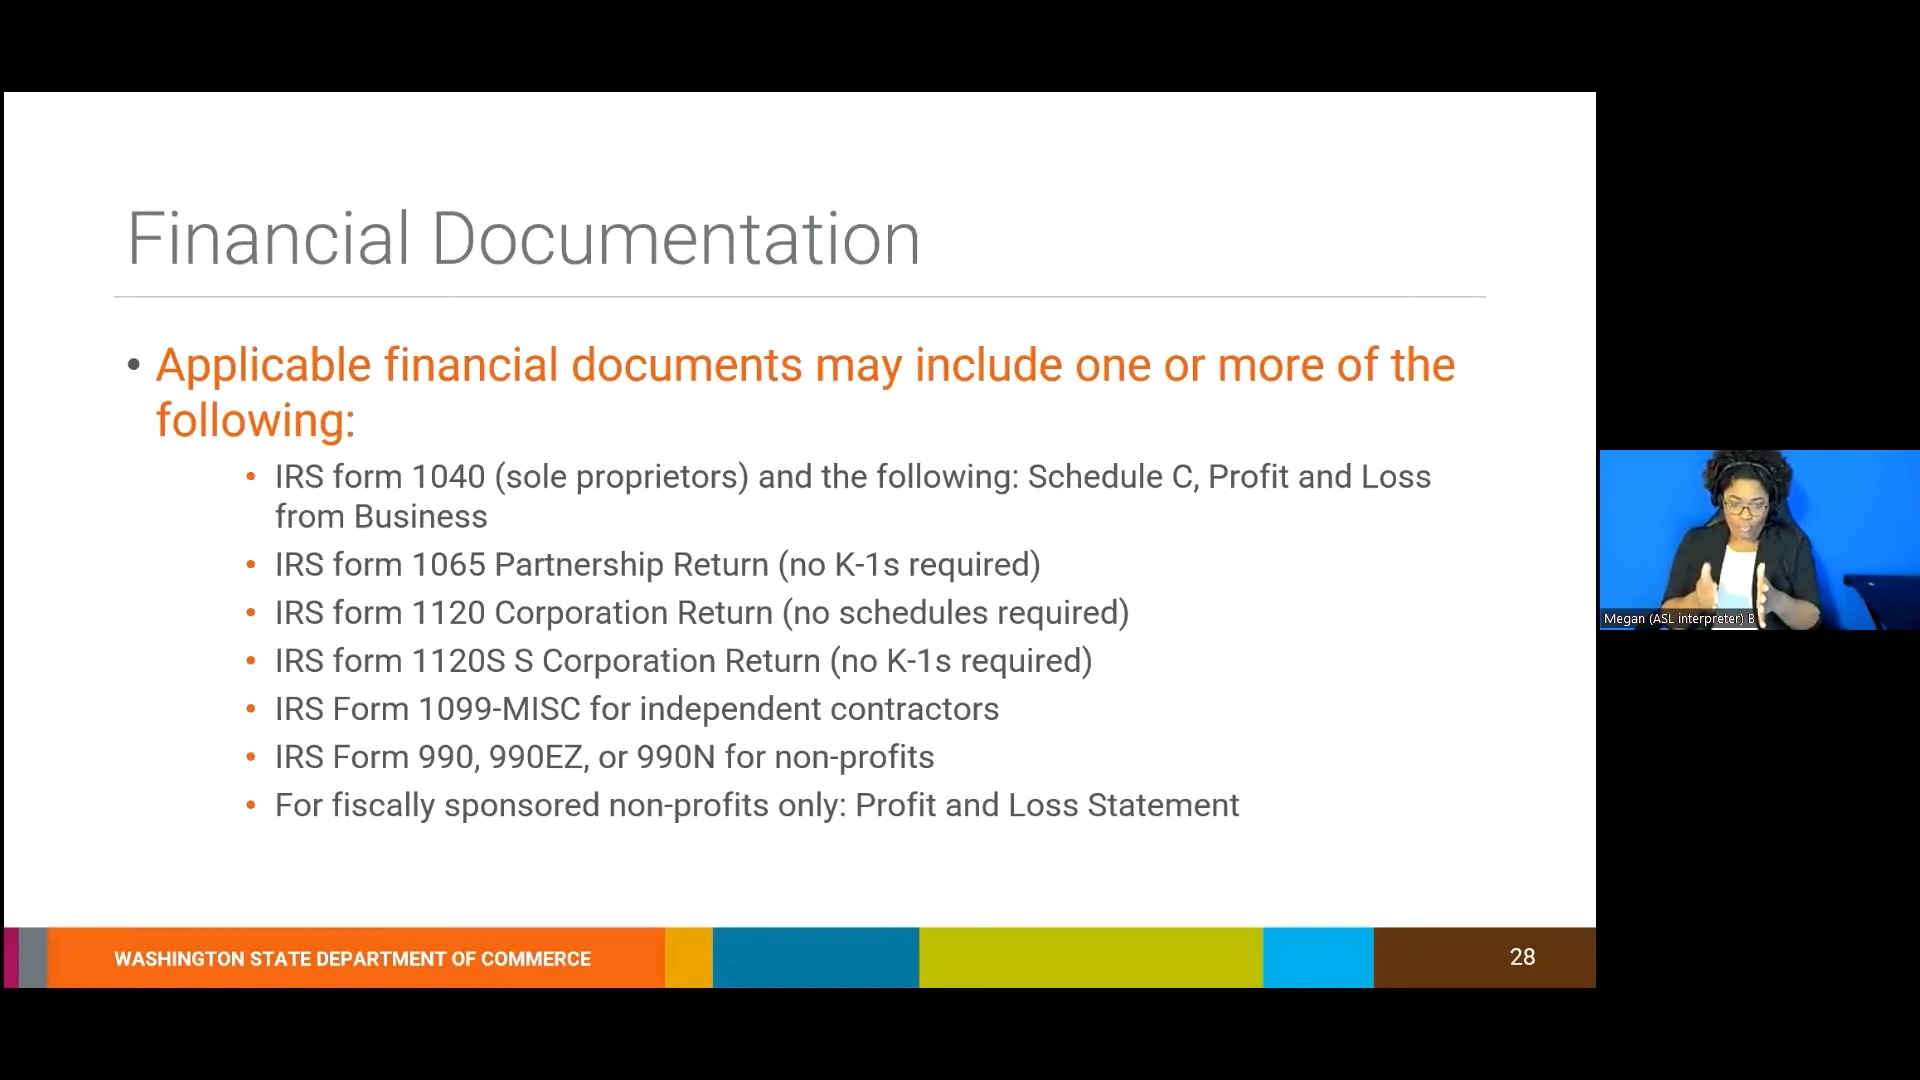 Financial Documentation
• Applicable financial documents may include one or more of the
following:
• IRS form 1040 (sole proprietors) and the following: Schedule C, Profit and Loss
from Business
• IRS form 1065 Partnership Return (no K-1s required)
• IRS form 1120 Corporation Return (no schedules required)
• IRS form 1120S S Corporation Return (no K-1s required)
• IRS Form 1099-MISC for independent contractors
• IRS Form 990, 990EZ, or 990N for non-profits
• For fiscally sponsored non-profits only: Profit and Loss Statement
Megan (ASL interpreter) B
WASHINGTON STATE DEPARTMENT OF COMMERCE
28